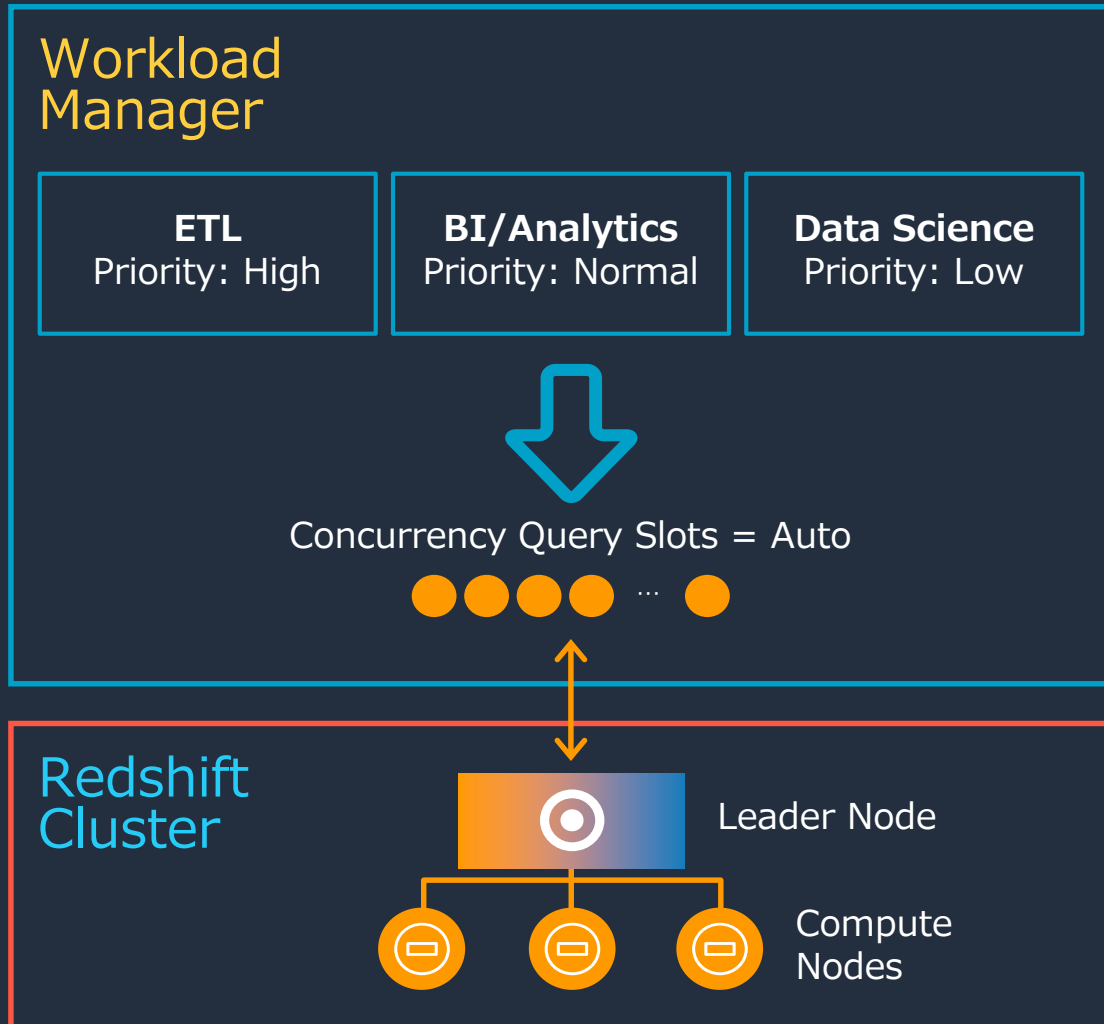 Workload
Manager
ETL
Priority: High
BI/Analytics
Priority: Normal
Data Science
Priority: Low
Concurrency Query Slots = Auto
...
Redshift
Cluster
Leader Node
Compute
Nodes